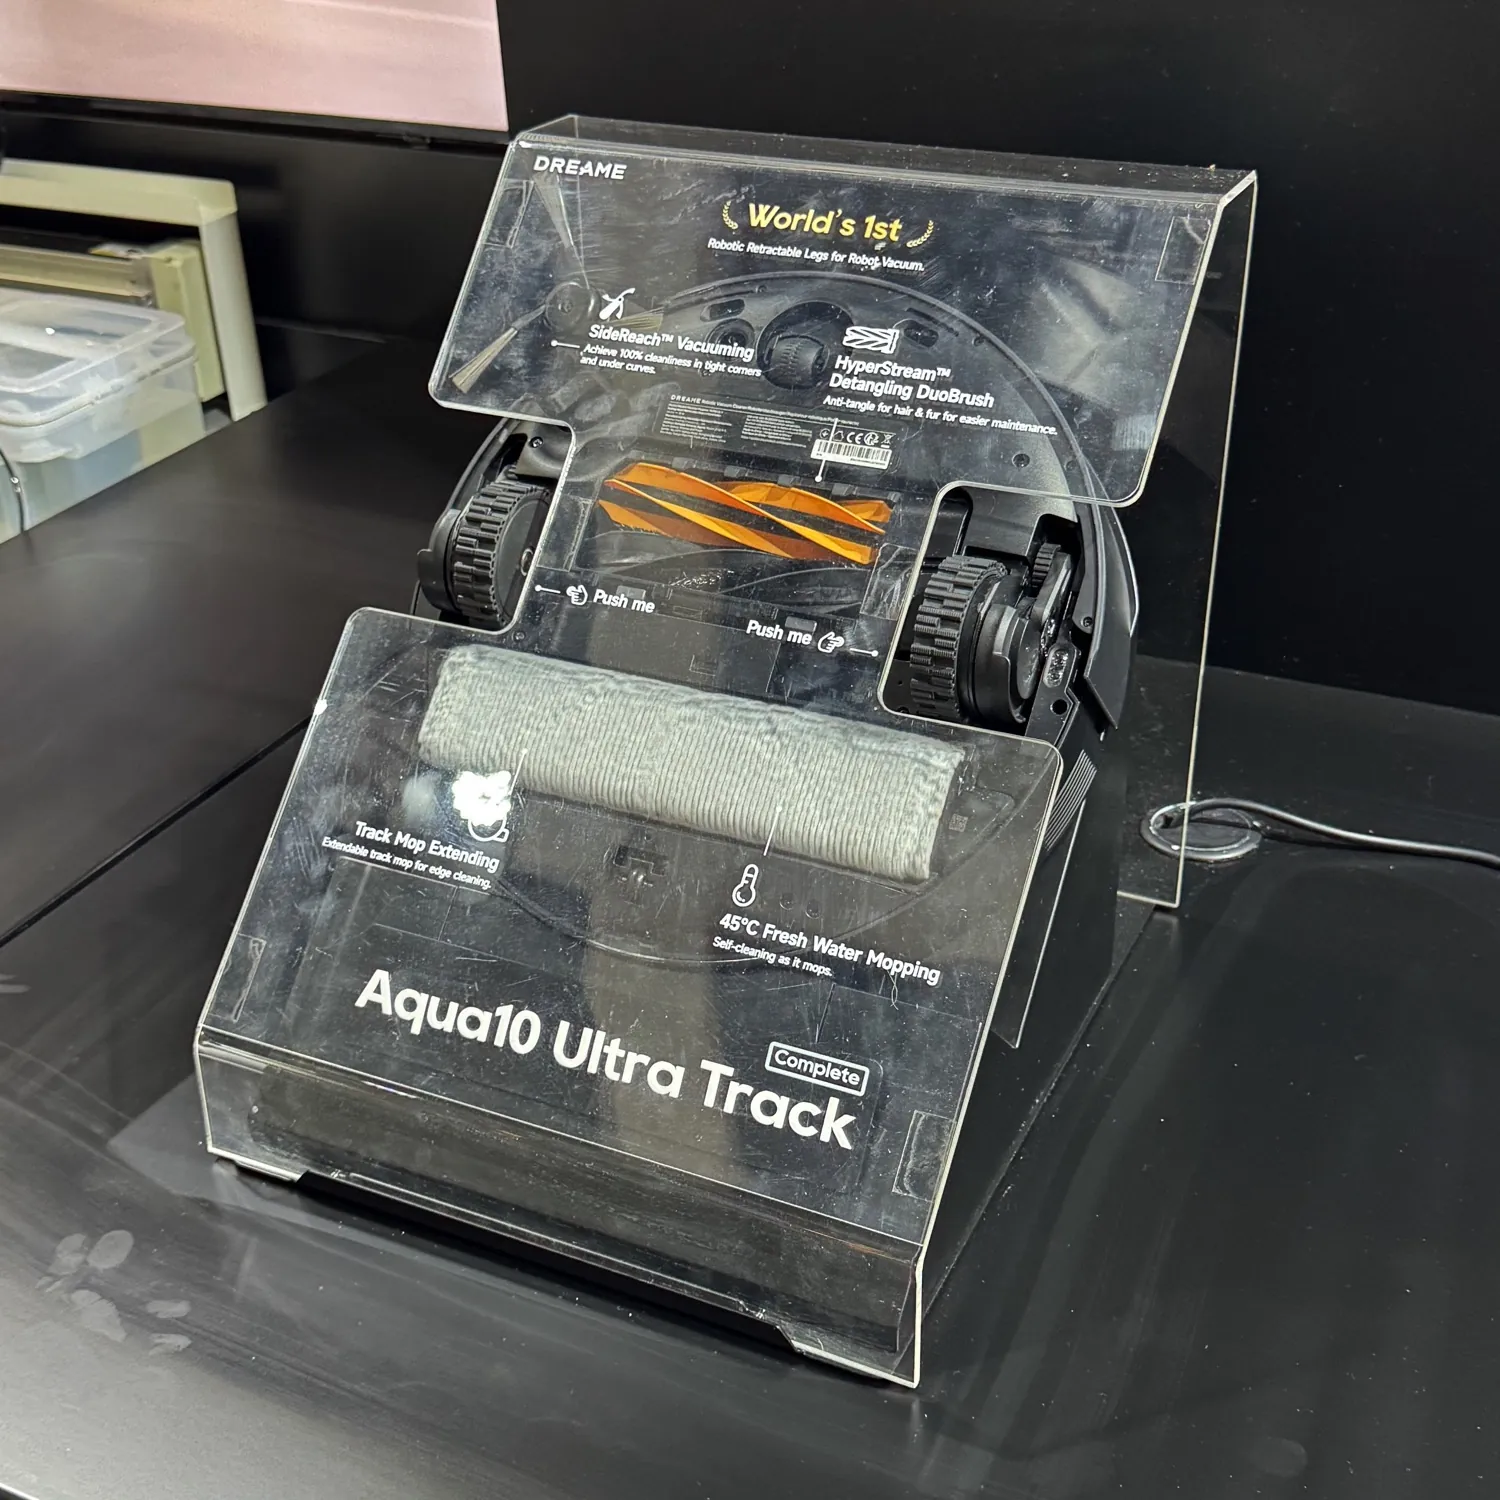 DREAME
World's 1st
Robotic Retractable Legs for Robot Vacuum.
SideReach™ Vacuuming
Achieve 100% cleanliness in tight corners
and under curves.
HyperStream™
Detangling DuoBrush
Anti-tangle for hair & fur for easier maintenance.
DREAME
Push me
Push me
Track Mop Extending
Extendable track mop for edge cleaning.
45°C Fresh Water Mopping
Self-cleaning as it mops.
Aqua10 Ultra Track
Complete